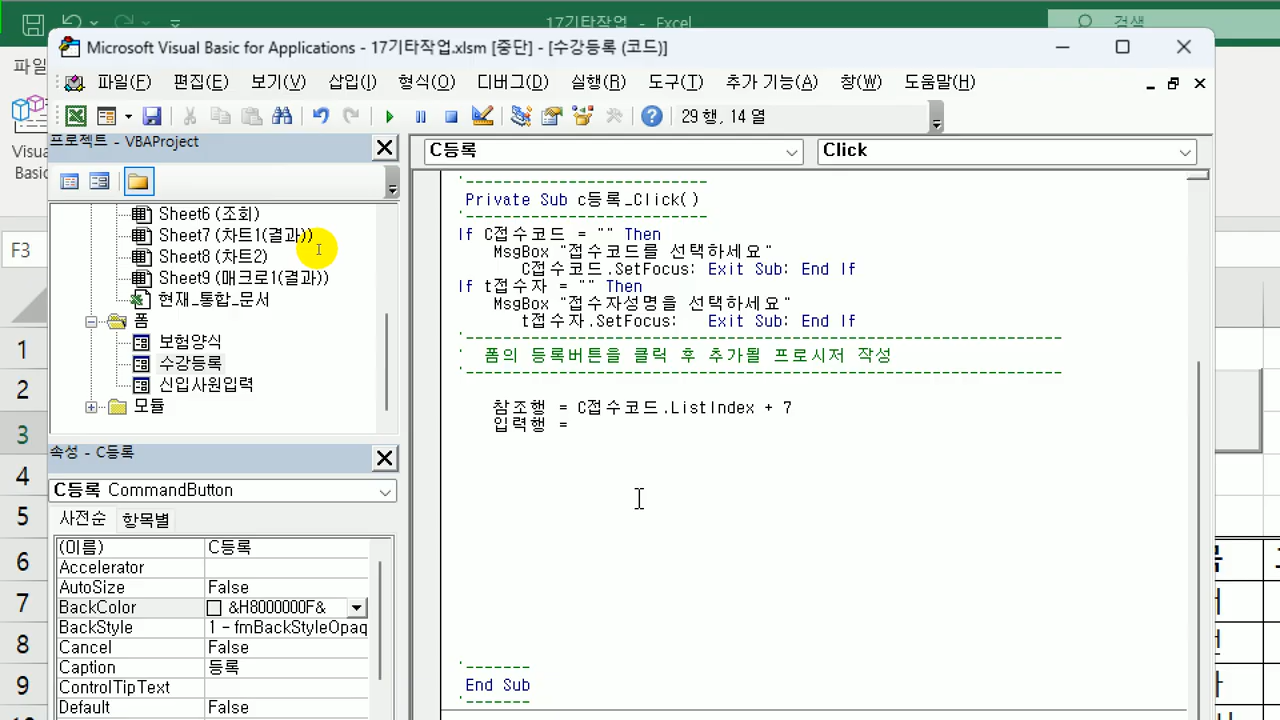 17기타작업 - Excel
검색
Microsoft Visual Basic for Applications - 17기타작업.xlsm [중단] - [수강등록 (코드)]
파일
파일(F) 편집(E) 보기(V) 삽입(I) 형식(O) 디버그(D) 실행(R) 도구(T) 추가 기능(A) 창(W) 도움말(H)
29 행, 14 열
Visu
Basic
프로젝트 - VBAProject
C등록
Click
Sheet6 (조회)
Sheet7 (차트1(결과))
Sheet8 (차트2)
Sheet9 (매크로1(결과))
현재_통합_문서
폼
보험양식
수강등록
신입사원입력
모듈
F3
1
2
3
4
5
6
7
8
9
속성 - C등록
C등록 CommandButton
사전순 항목별
(이름) C등록
Accelerator
AutoSize False
BackColor &H8000000F&
BackStyle 1 - fmBackStyleOpaq
Cancel False
Caption 등록
ControlTipText
Default False
'--------------------------
Private Sub c등록_Click()
'--------------------------
If C접수코드 = "" Then
MsgBox "접수코드를 선택하세요"
C접수코드.SetFocus: Exit Sub: End If
If t접수자 = "" Then
MsgBox "접수자성명을 선택하세요"
t접수자.SetFocus: Exit Sub: End If
'----------------------------------------------------------------
' 폼의 등록버튼을 클릭 후 추가될 프로시저 작성
'----------------------------------------------------------------
참조행 = C접수코드.ListIndex + 7
입력행 =
'-------
End Sub
'-------